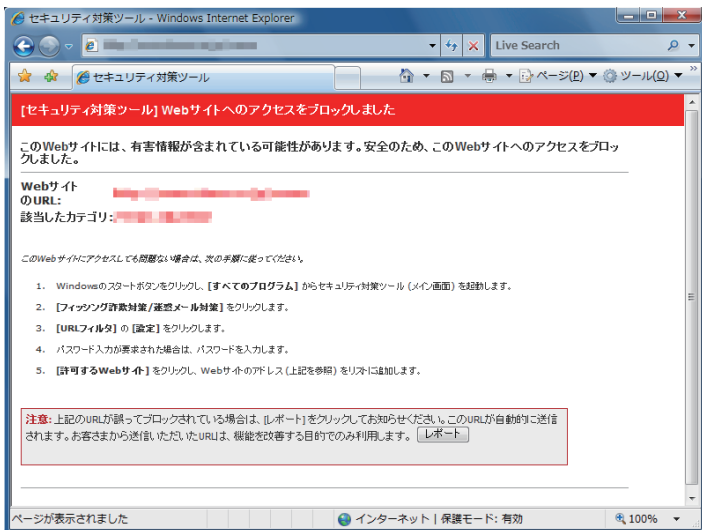 セキュリティ対策ツール - Windows Internet Explorer
Live Search
セキュリティ対策ツール
ページ(P)
ツール(O)
[セキュリティ対策ツール] Webサイトへのアクセスをブロックしました
このWebサイトには、有害情報が含まれている可能性があります。安全のため、このWebサイトへのアクセスをブロッ
クしました。
Webサイト
のURL:
該当したカテゴリ:
このWebサイトにアクセスしても問題ない場合は、次の手順に従ってください。
1. Windowsのスタートボタンをクリックし、[すべてのプログラム] からセキュリティ対策ツール (メイン画面) を起動します。
2. [フィッシング詐欺対策/迷惑メール対策] をクリックします。
3. [URLフィルタ] の [設定] をクリックします。
4. パスワード入力が要求された場合は、パスワードを入力します。
5. [許可するWebサイト] をクリックし、Webサイトのアドレス (上記を参照) をリストに追加します。
注意: 上記のURLが誤ってブロックされている場合は、[レポート] をクリックしてお知らせください。このURLが自動的に送信
されます。お客さまから送信いただいたURLは、機能を改善する目的でのみ利用します。 レポート
ページが表示されました
インターネット | 保護モード: 有効
100%